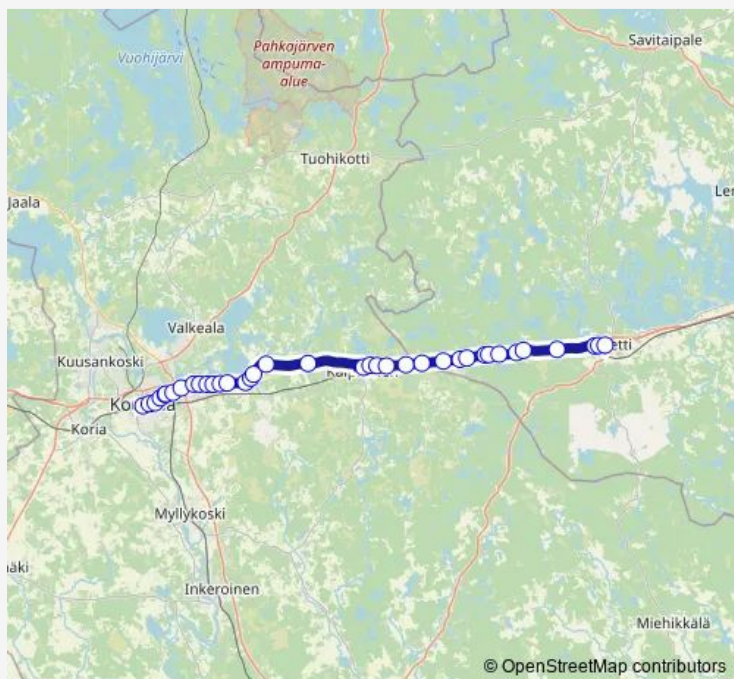 Savitaipale
Pahkajärven
ampuma-
alue
Vuohijärvi
Tuohikotti
Jaala
Valkeala
Kuusankoski
Koria
Myllykoski
Inkeroinen
Miehikkälä
© OpenStreetMap contributors